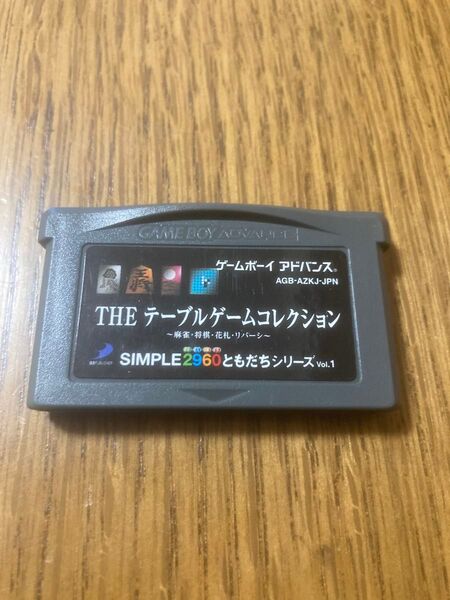 GAME BOY ADVANCE
ゲームボーイ アドバンス®
AGB-AZKJ-JPN
THE テーブルゲームコレクション
～麻雀・将棋・花札・リバーシ～
SIMPLE2960ともだちシリーズ Vol.1